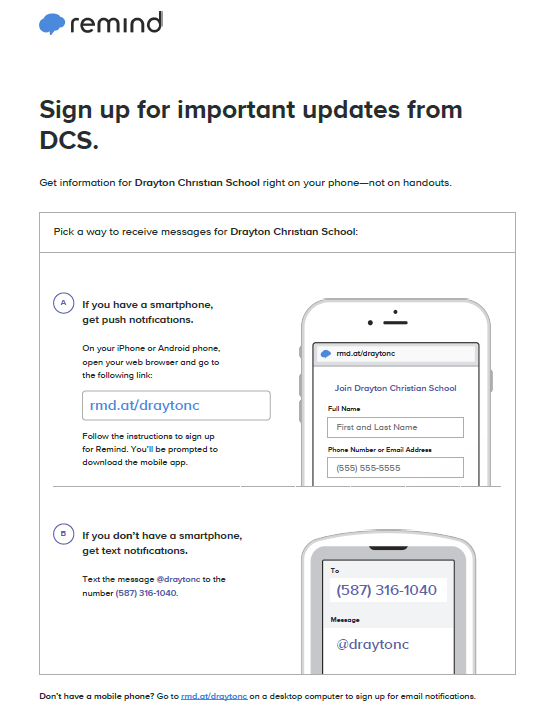 remind
Sign up for important updates from
DCS.
Get information for Drayton Christian School right on your phone—not on handouts.
Pick a way to receive messages for Drayton Christian School:
A
If you have a smartphone,
get push notifications.
On your iPhone or Android phone,
open your web browser and go to
the following link:
rmd.at/draytonc
Follow the instructions to sign up
for Remind. You'll be prompted to
download the mobile app.
rmd.at/draytonc
Join Drayton Christian School
Full Name
First and Last Name
Phone Number or Email Address
(555) 555-5555
B
If you don't have a smartphone,
get text notifications.
Text the message @draytonc to the
number (587) 316-1040.
To
(587) 316-1040
Message
@draytonc
Don't have a mobile phone? Go to rmd.at/draytonc on a desktop computer to sign up for email notifications.